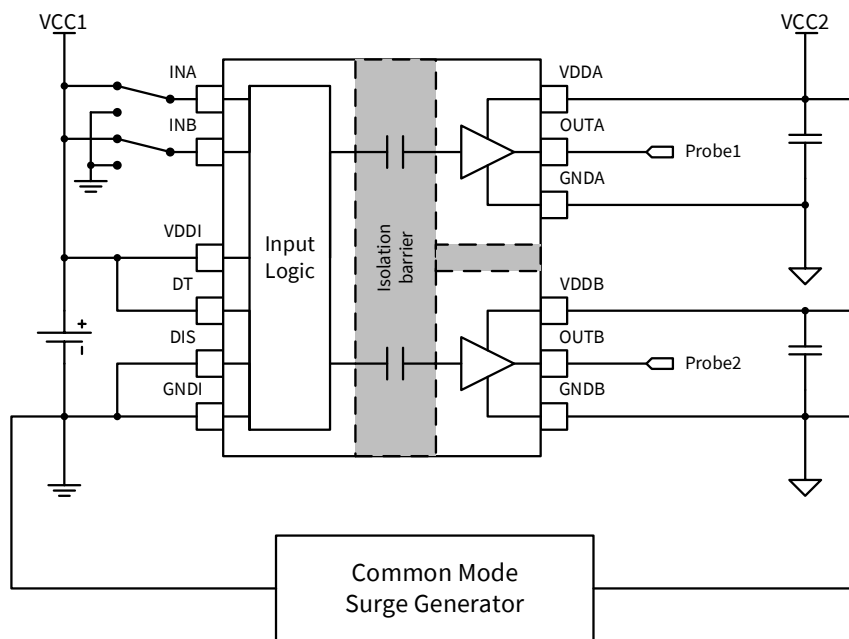 VCC1
VCC2
INA
INB
VDDI
DT
DIS
GNDI
Input
Logic
Isolation
barrier
VDDA
OUTA
GNDA
VDDB
OUTB
GNDB
Probe1
Probe2
Common Mode
Surge Generator